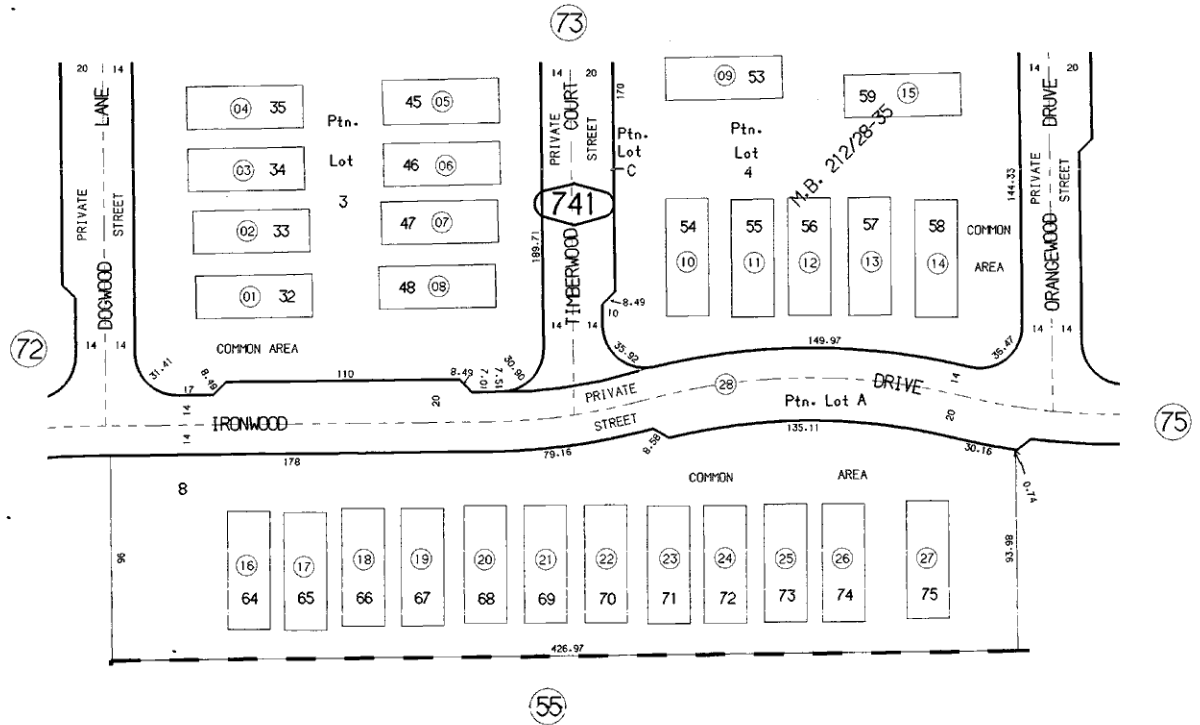 73
20 14
14 20 170
14 20
DOGWOOD LANE
PRIVATE STREET
04 35
03 34
02 33
01 32
45 05
46 06
47 07
48 08
Ptn.
Lot
3
COMMON AREA
TIMBERWOOD COURT
PRIVATE STREET
741
189.71
Ptn.
Lot
C
8.49
10
14 14
09 53
59 15
Ptn.
Lot
4
M.B. 212/28-35
54 10
55 11
56 12
57 13
58 14
COMMON
AREA
144.33
ORANGEWOOD DRUVE
PRIVATE STREET
14 14
72
14 14
31.41
17
8.48
110
8.49
7.01
7.51
30.90
35.92
149.97
36.47
14
20
14
14
20
IRONWOOD
PRIVATE
STREET
28
DRIVE
Ptn. Lot A
75
178
79.16
8.58
135.11
30.16
0.74
8
COMMON AREA
96
93.98
16 64
17 65
18 66
19 67
20 68
21 69
22 70
23 71
24 72
25 73
26 74
27 75
426.97
55